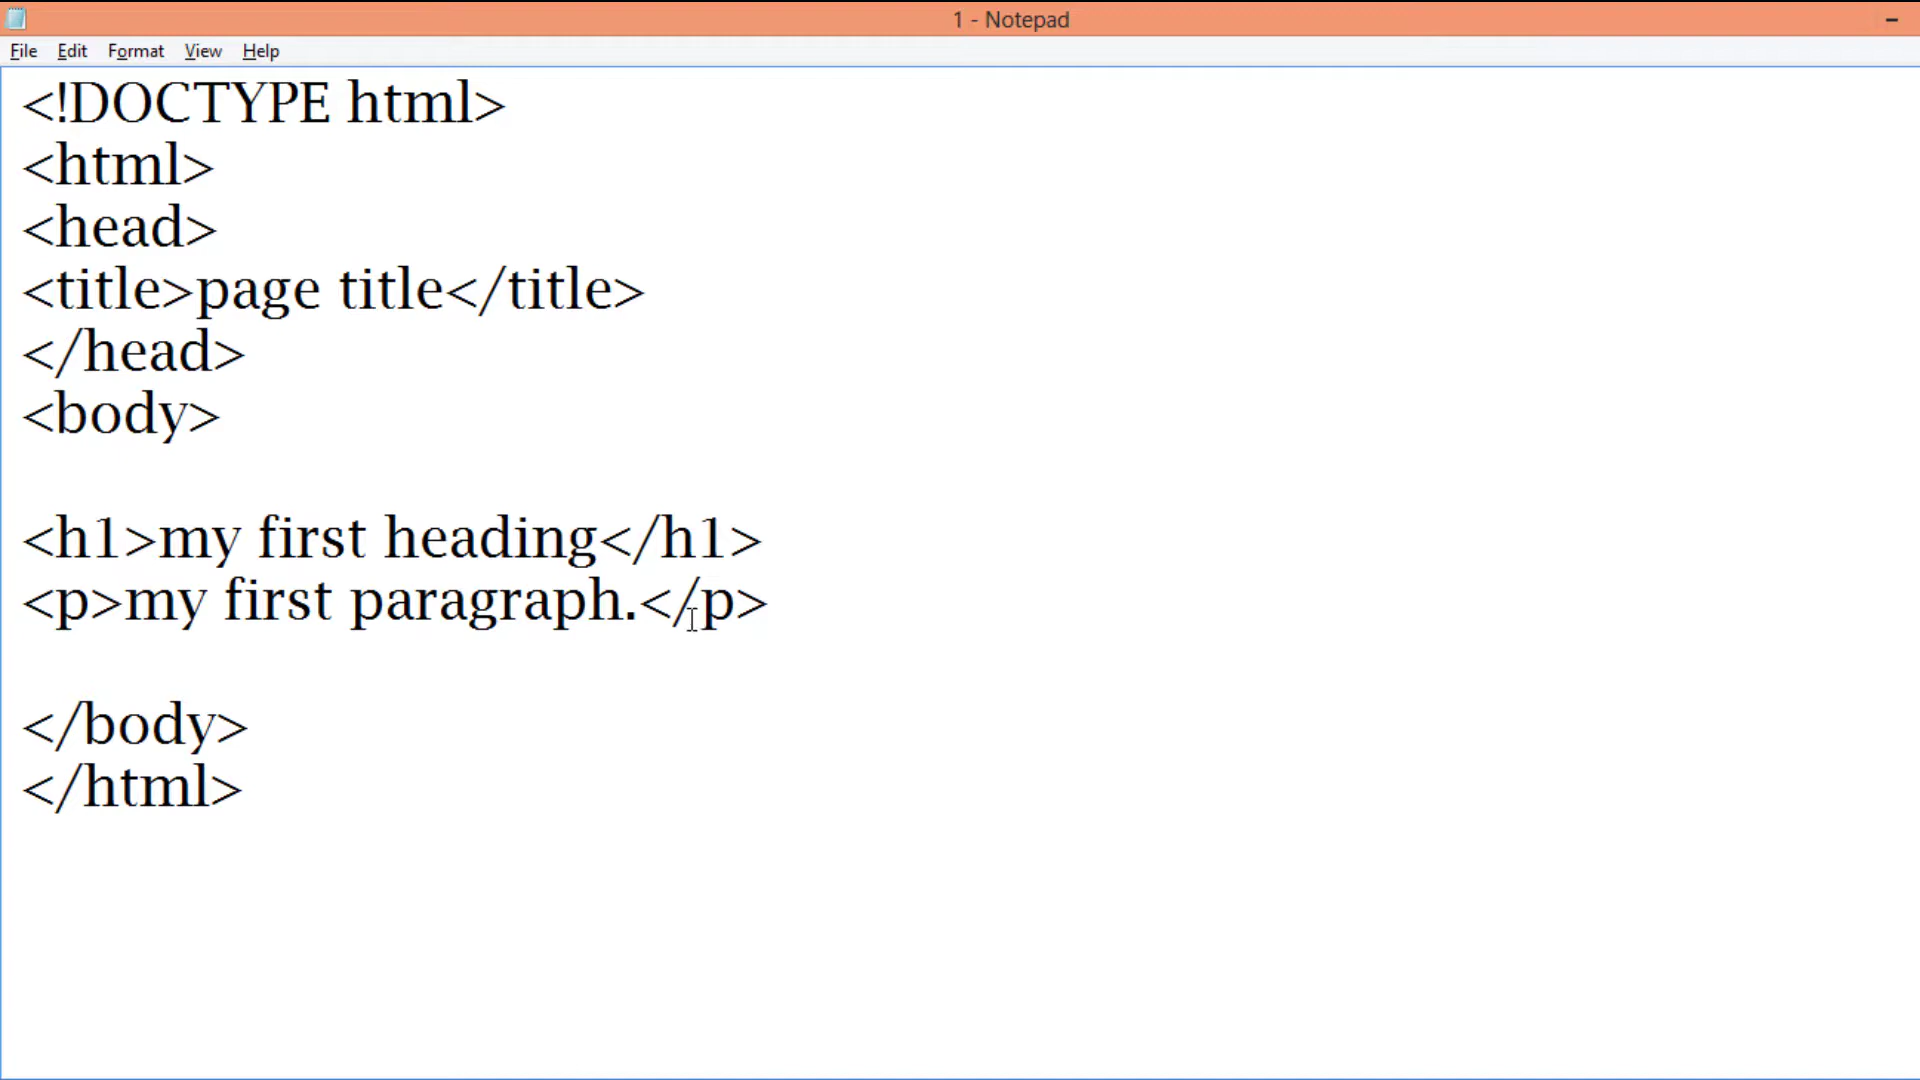 1 - Notepad
File Edit Format View Help
<!DOCTYPE html>
<html>
<head>
<title>page title</title>
</head>
<body>
<h1>my first heading</h1>
<p>my first paragraph.</p>
</body>
</html>